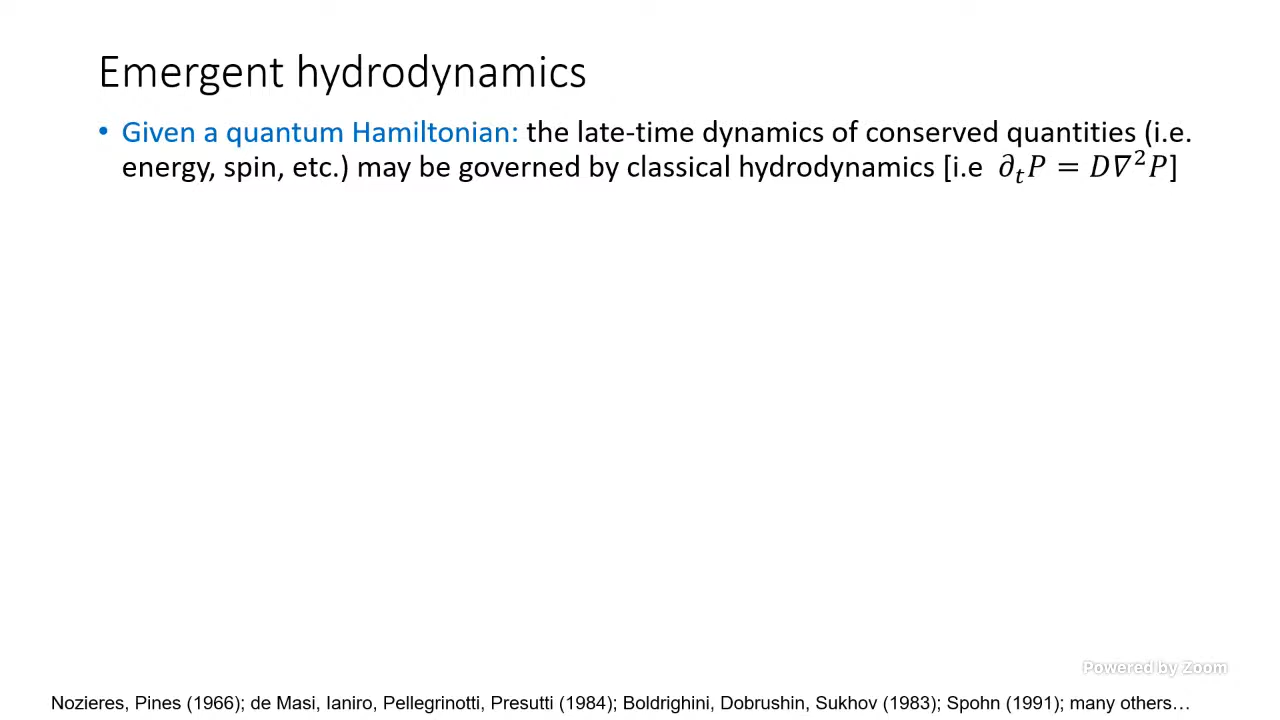 Emergent hydrodynamics
• Given a quantum Hamiltonian: the late-time dynamics of conserved quantities (i.e.
energy, spin, etc.) may be governed by classical hydrodynamics [i.e ∂ₜP = D∇²P]
Powered by Zoom
Nozieres, Pines (1966); de Masi, Ianiro, Pellegrinotti, Presutti (1984); Boldrighini, Dobrushin, Sukhov (1983); Spohn (1991); many others…